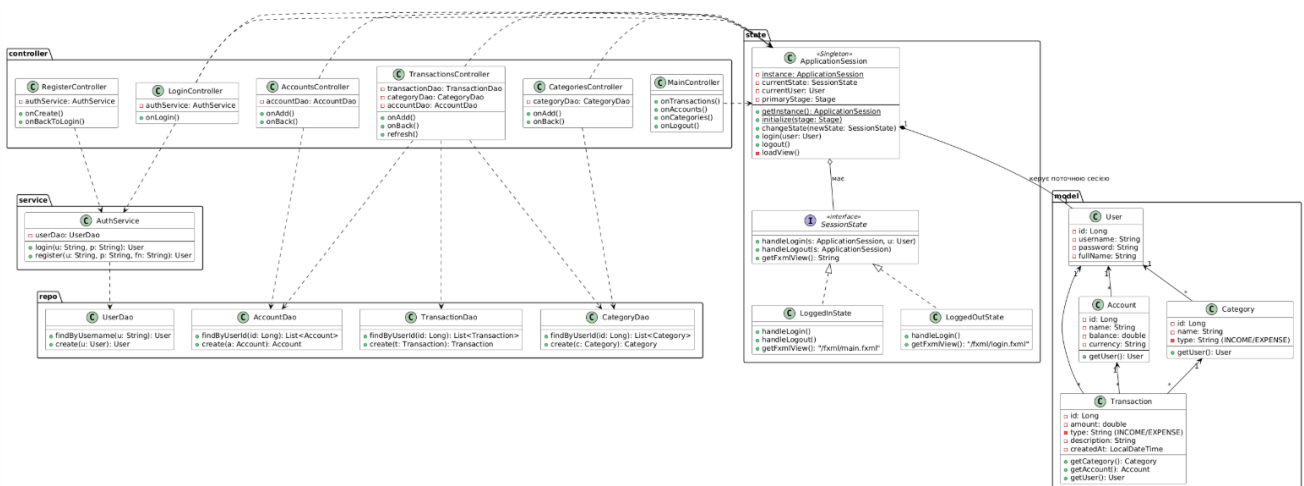 controller
C RegisterController
authService: AuthService
onCreate()
onBackToLogin()
C LoginController
authService: AuthService
onLogin()
C AccountsController
accountDao: AccountDao
onAdd()
onBack()
C TransactionsController
transactionDao: TransactionDao
categoryDao: CategoryDao
accountDao: AccountDao
onAdd()
onBack()
refresh()
C CategoriesController
categoryDao: CategoryDao
onAdd()
onBack()
C MainController
onTransactions()
onAccounts()
onCategories()
onLogout()
state
C «Singleton»
ApplicationSession
instance: ApplicationSession
currentState: SessionState
currentUser: User
primaryStage: Stage
getInstance(): ApplicationSession
initialize(stage: Stage)
changeState(newState: SessionState)
login(user: User)
logout()
loadView()
1
має
керує поточною сесією
I «interface»
SessionState
handleLogin(s: ApplicationSession, u: User)
handleLogout(s: ApplicationSession)
getFxmlView(): String
C LoggedInState
handleLogin()
handleLogout()
getFxmlView(): "/fxml/main.fxml"
C LoggedOutState
handleLogin()
getFxmlView(): "/fxml/login.fxml"
service
C AuthService
userDao: UserDao
login(u: String, p: String): User
register(u: String, p: String, fn: String): User
repo
C UserDao
findByUsername(u: String): User
create(u: User): User
C AccountDao
findByUserId(id: Long): List<Account>
create(a: Account): Account
C TransactionDao
findByUserId(id: Long): List<Transaction>
create(t: Transaction): Transaction
C CategoryDao
findByUserId(id: Long): List<Category>
create(c: Category): Category
model
C User
id: Long
username: String
password: String
fullName: String
1
1
1
*
*
C Account
id: Long
name: String
balance: double
currency: String
getUser(): User
C Category
id: Long
name: String
type: String (INCOME/EXPENSE)
getUser(): User
1
1
*
*
*
C Transaction
id: Long
amount: double
type: String (INCOME/EXPENSE)
description: String
createdAt: LocalDateTime
getCategory(): Category
getAccount(): Account
getUser(): User